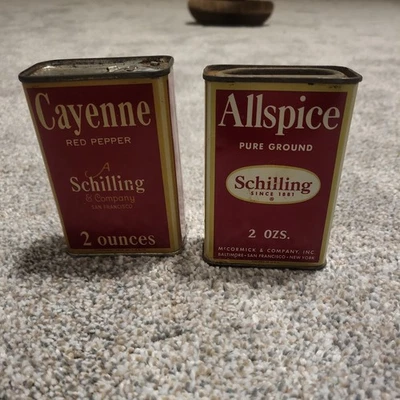 Cayenne
RED PEPPER
A
Schilling
& Company
SAN FRANCISCO
2 ounces
Allspice
PURE GROUND
Schilling
SINCE 1881
®
2 OZS.
MCCORMICK & COMPANY, INC.
BALTIMORE • SAN FRANCISCO • NEW YORK